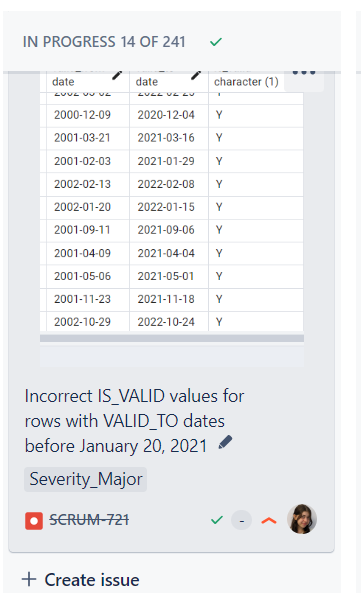 IN PROGRESS 14 OF 241
date date character (1)
2000-12-09 2020-12-04 Y
2001-03-21 2021-03-16 Y
2001-02-03 2021-01-29 Y
2002-02-13 2022-02-08 Y
2002-01-20 2022-01-15 Y
2001-09-11 2021-09-06 Y
2001-04-09 2021-04-04 Y
2001-05-06 2021-05-01 Y
2001-11-23 2021-11-18 Y
2002-10-29 2022-10-24 Y
Incorrect IS_VALID values for
rows with VALID_TO dates
before January 20, 2021
Severity_Major
SCRUM-721 -
+ Create issue